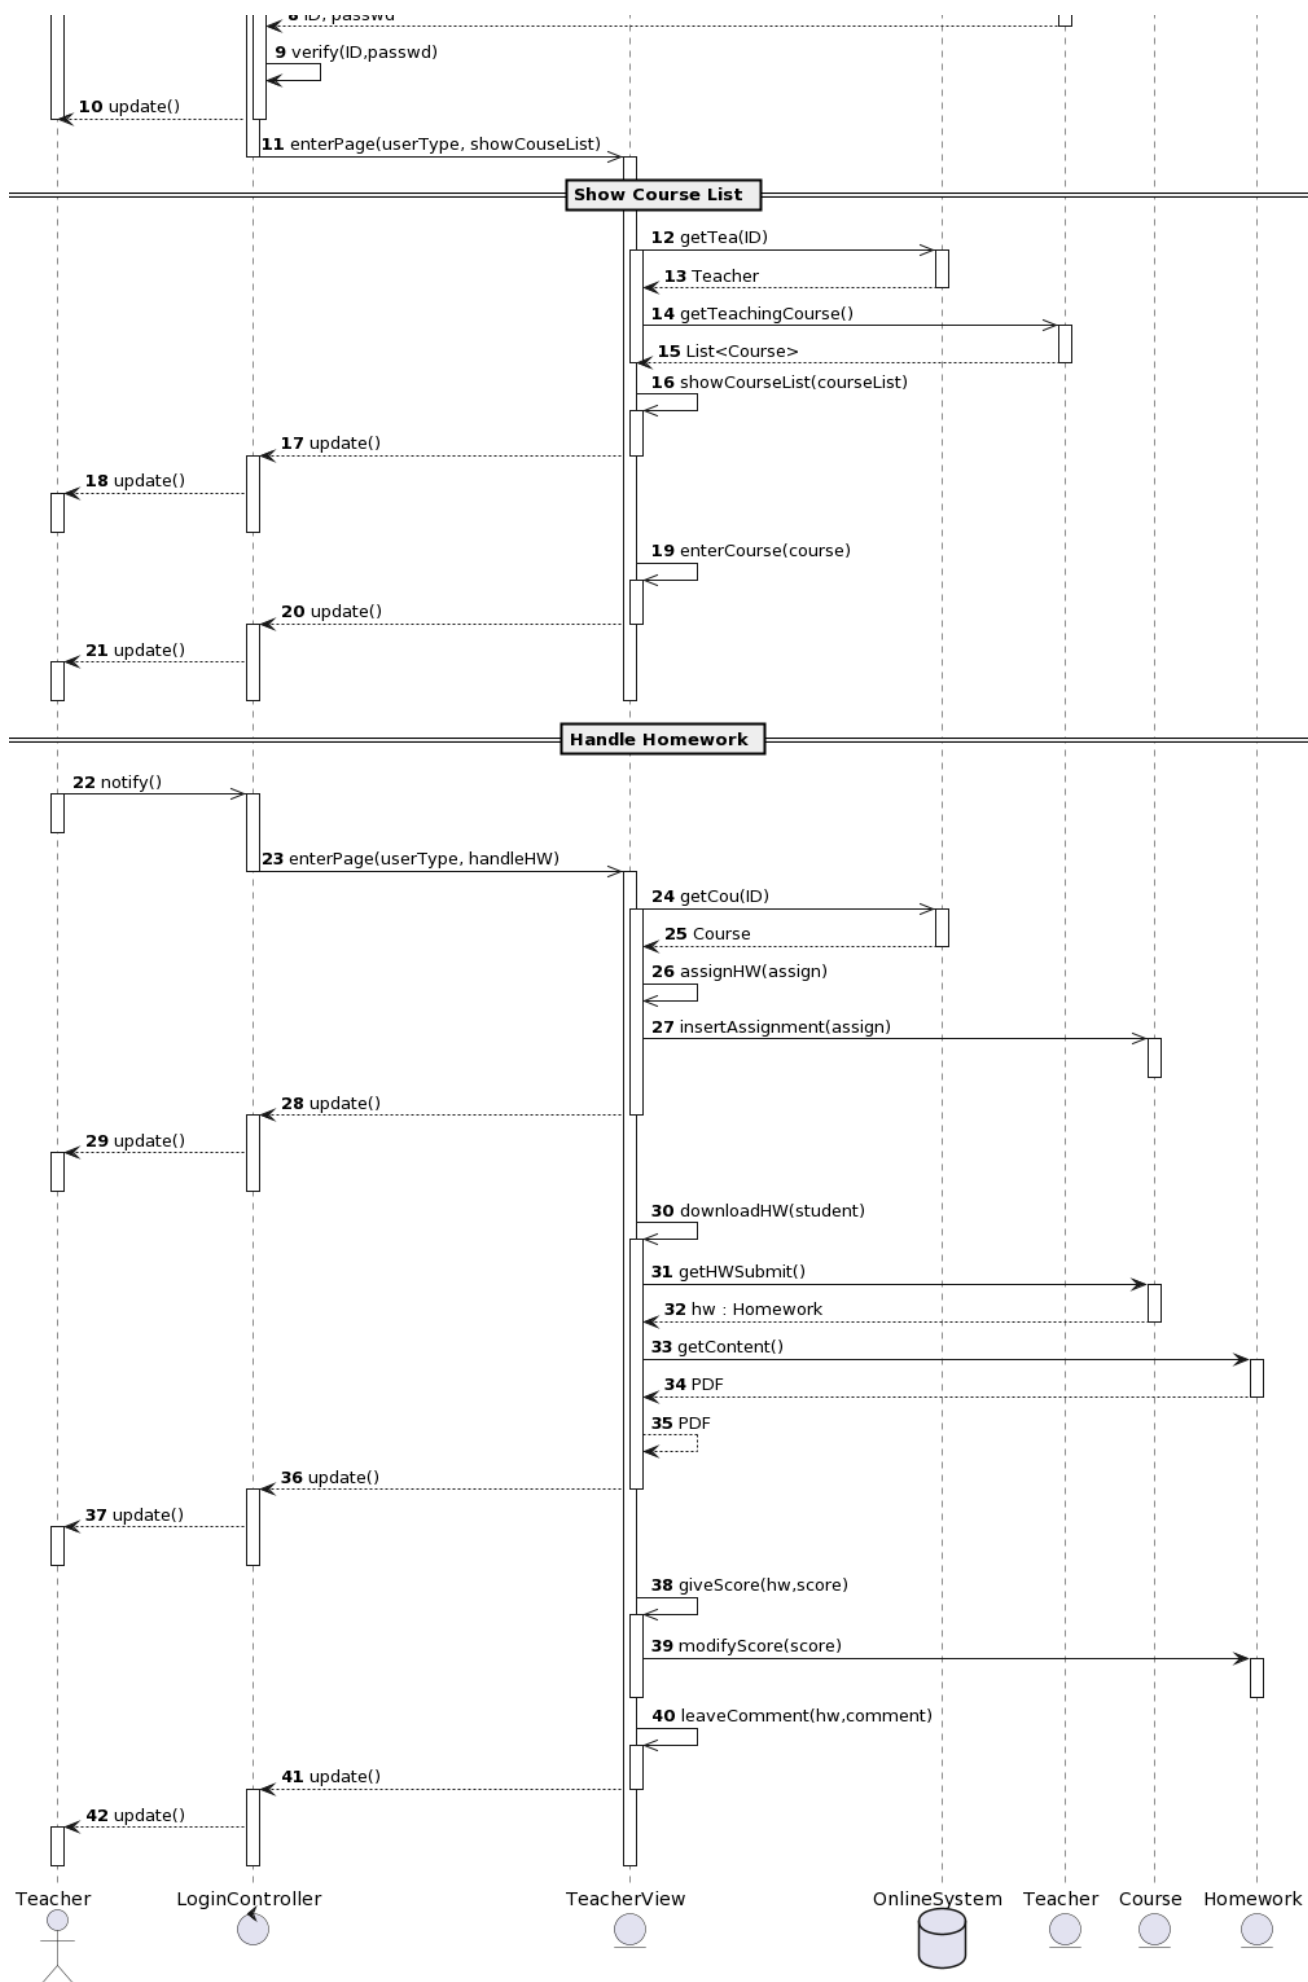 8 ID, passwd
9 verify(ID,passwd)
10 update()
11 enterPage(userType, showCouseList)
Show Course List
12 getTea(ID)
13 Teacher
14 getTeachingCourse()
15 List<Course>
16 showCourseList(courseList)
17 update()
18 update()
19 enterCourse(course)
20 update()
21 update()
Handle Homework
22 notify()
23 enterPage(userType, handleHW)
24 getCou(ID)
25 Course
26 assignHW(assign)
27 insertAssignment(assign)
28 update()
29 update()
30 downloadHW(student)
31 getHWSubmit()
32 hw : Homework
33 getContent()
34 PDF
35 PDF
36 update()
37 update()
38 giveScore(hw,score)
39 modifyScore(score)
40 leaveComment(hw,comment)
41 update()
42 update()
Teacher LoginController TeacherView OnlineSystem Teacher Course Homework